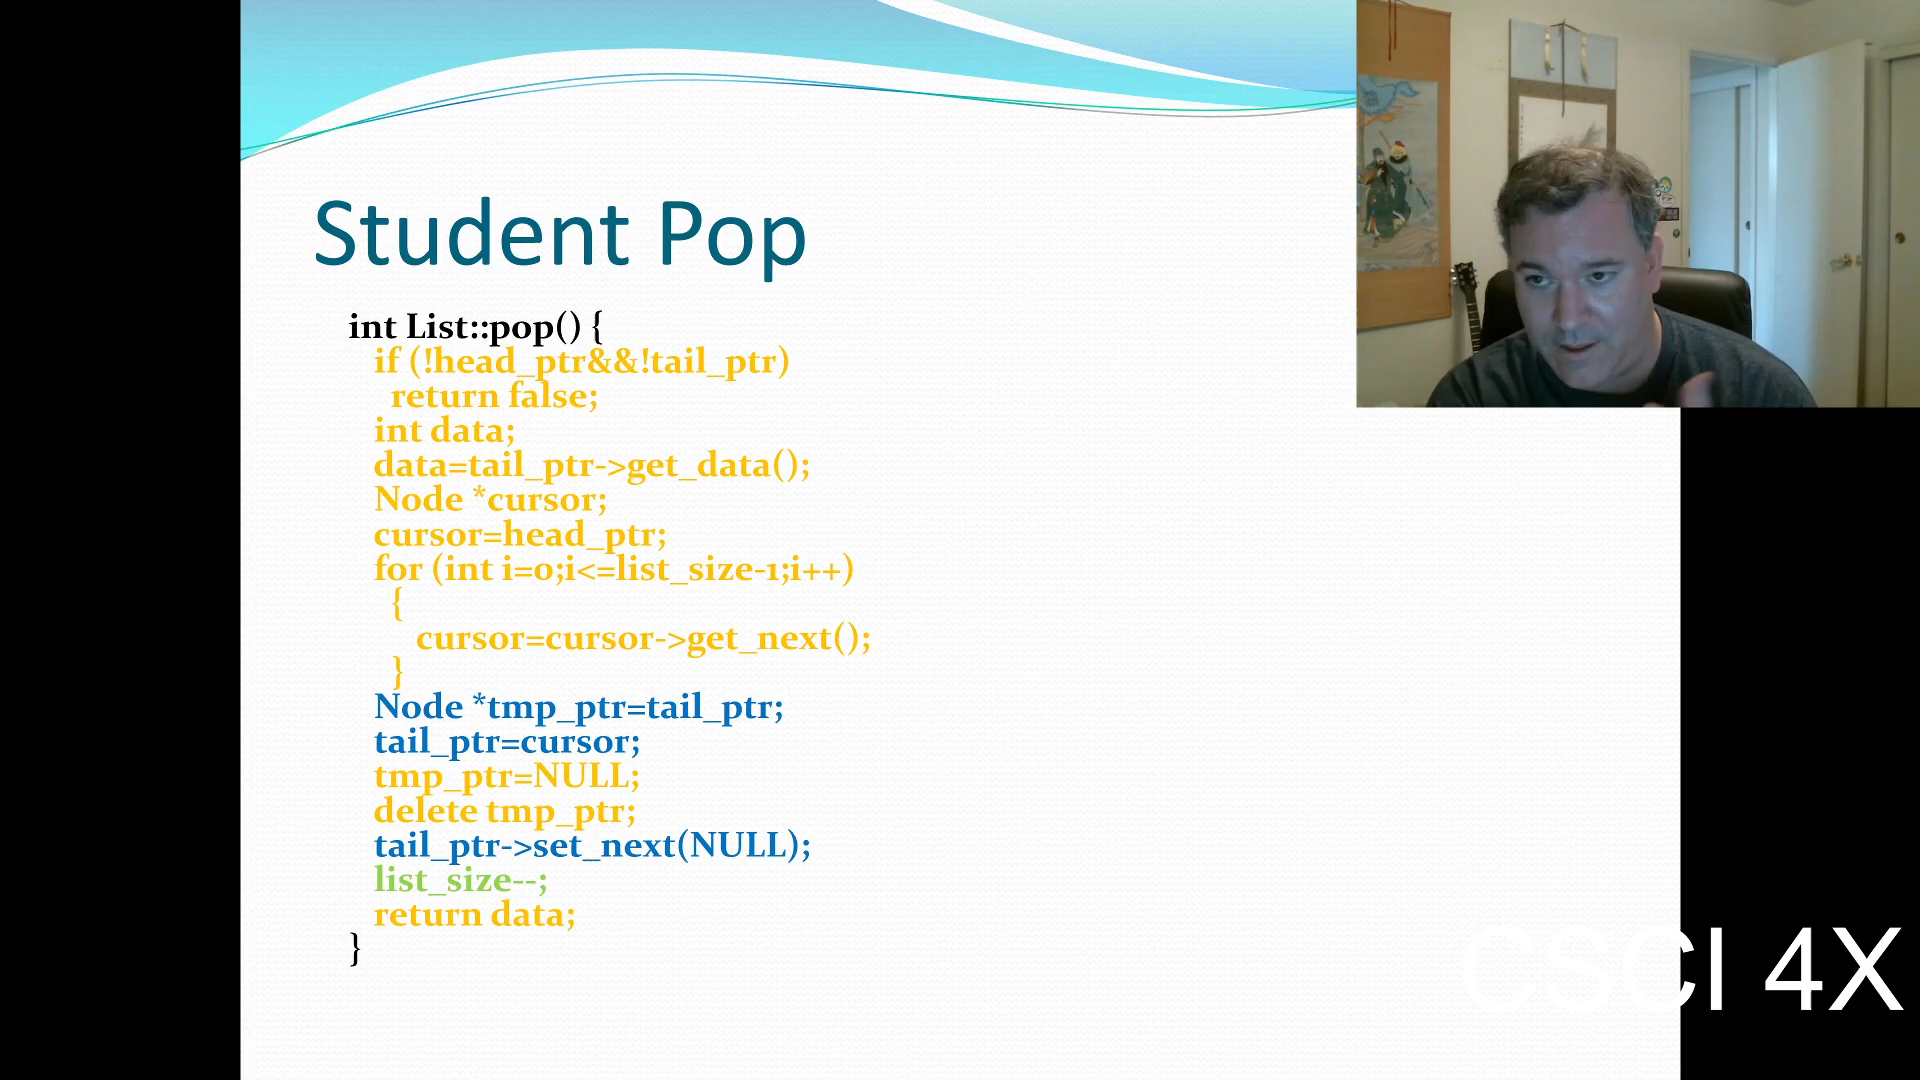 Student Pop
int List::pop() {
if (!head_ptr&&!tail_ptr)
return false;
int data;
data=tail_ptr->get_data();
Node *cursor;
cursor=head_ptr;
for (int i=0;i<=list_size-1;i++)
{
cursor=cursor->get_next();
}
Node *tmp_ptr=tail_ptr;
tail_ptr=cursor;
tmp_ptr=NULL;
delete tmp_ptr;
tail_ptr->set_next(NULL);
list_size--;
return data;
}
CSCI 4X